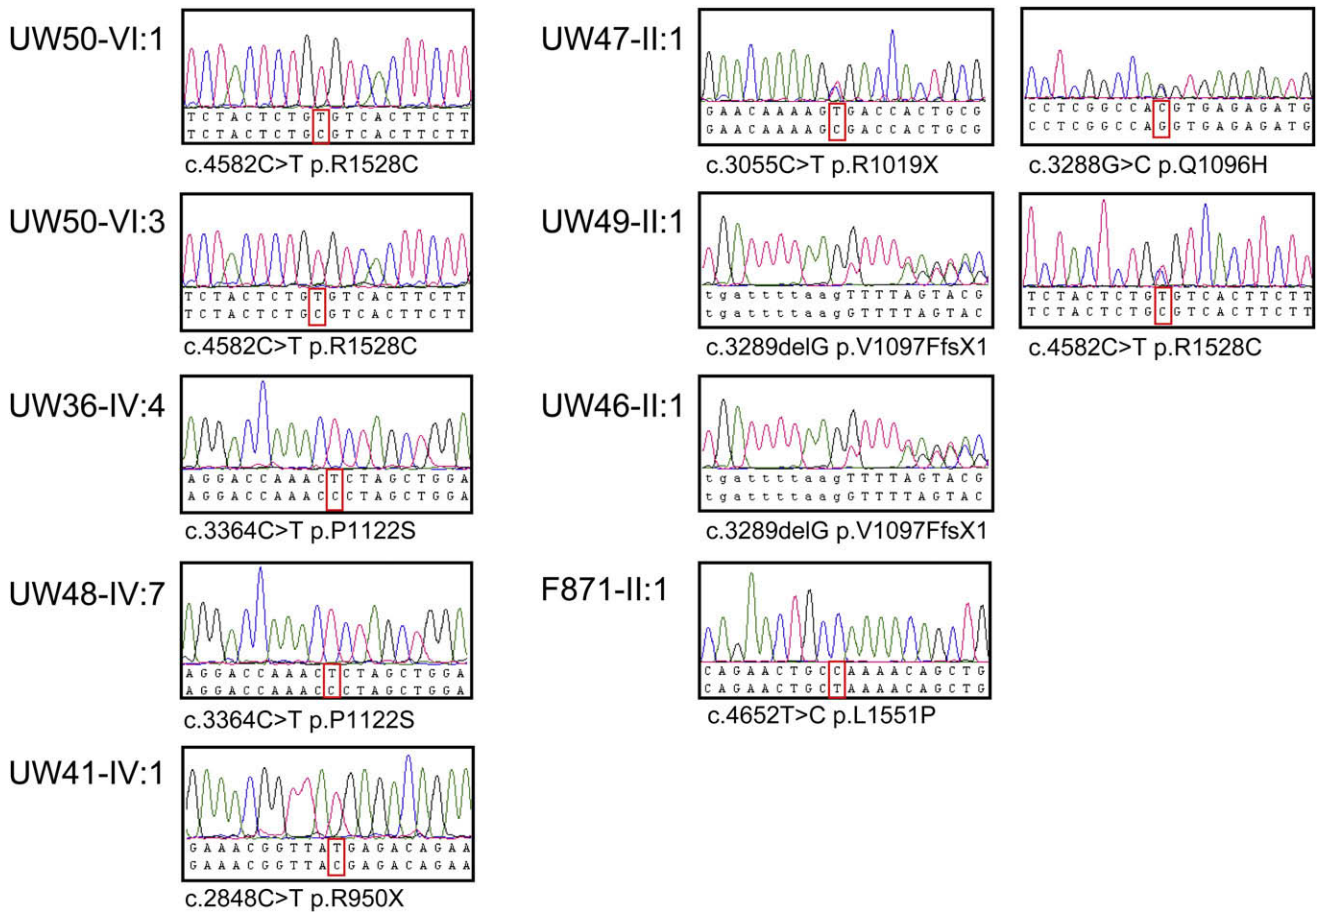 UW50-VI:1
TCTACTCTGTGTCACTTCTT
TCTACTCTGCGTCACTTCTT
c.4582C>T p.R1528C
UW50-VI:3
TCTACTCTGTGTCACTTCTT
TCTACTCTGCGTCACTTCTT
c.4582C>T p.R1528C
UW36-IV:4
AGGACCAAACTCTAGCTGGA
AGGACCAAACCCTAGCTGGA
c.3364C>T p.P1122S
UW48-IV:7
AGGACCAAACTCTAGCTGGA
AGGACCAAACCCTAGCTGGA
c.3364C>T p.P1122S
UW41-IV:1
GAAACGGTTATGAGACAGAA
GAAACGGTTACGAGACAGAA
c.2848C>T p.R950X
UW47-II:1
GAACAAAAGTGACCACTGCG
GAACAAAAGCGACCACTGCG
c.3055C>T p.R1019X
CCTCGGCCACGTGAGAGATG
CCTCGGCCAGGTGAGAGATG
c.3288G>C p.Q1096H
UW49-II:1
tgattttaagTTTTAGTACG
tgattttaagGTTTTAGTAC
c.3289delG p.V1097FfsX1
TCTACTCTGTGTCACTTCTT
TCTACTCTGCGTCACTTCTT
c.4582C>T p.R1528C
UW46-II:1
tgattttaagTTTTAGTACG
tgattttaagGTTTTAGTAC
c.3289delG p.V1097FfsX1
F871-II:1
CAGAACTGCCAAAACAGCTG
CAGAACTGCTAAAACAGCTG
c.4652T>C p.L1551P